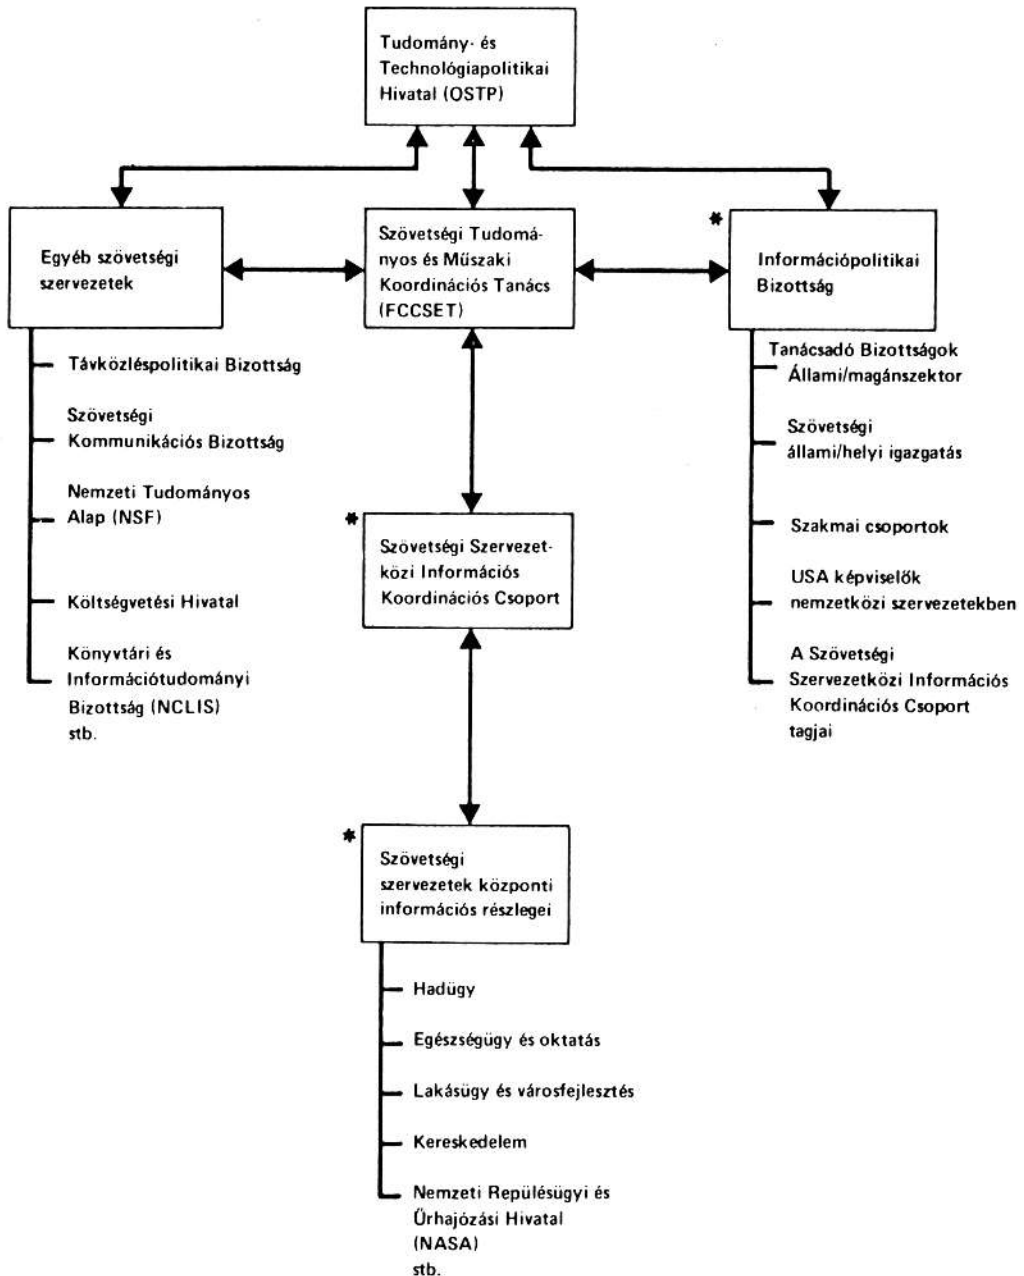 Tudomány- és
Technológiapolitikai
Hivatal (OSTP)
Egyéb szövetségi
szervezetek
Szövetségi Tudomá-
nyos és Műszaki
Koordinációs Tanács
(FCCSET)
*
Információpolitikai
Bizottság
Távközléspolitikai Bizottság
Szövetségi
Kommunikációs Bizottság
Nemzeti Tudományos
Alap (NSF)
Költségvetési Hivatal
Könyvtári és
Információtudományi
Bizottság (NCLIS)
stb.
Tanácsadó Bizottságok
Állami/magánszektor
Szövetségi
állami/helyi igazgatás
Szakmai csoportok
USA képviselők
nemzetközi szervezetekben
A Szövetségi
Szervezetközi Információs
Koordinációs Csoport
tagjai
*
Szövetségi Szervezet-
közi Információs
Koordinációs Csoport
*
Szövetségi
szervezetek központi
információs részlegei
Hadügy
Egészségügy és oktatás
Lakásügy és városfejlesztés
Kereskedelem
Nemzeti Repülésügyi és
Űrhajózási Hivatal
(NASA)
stb.